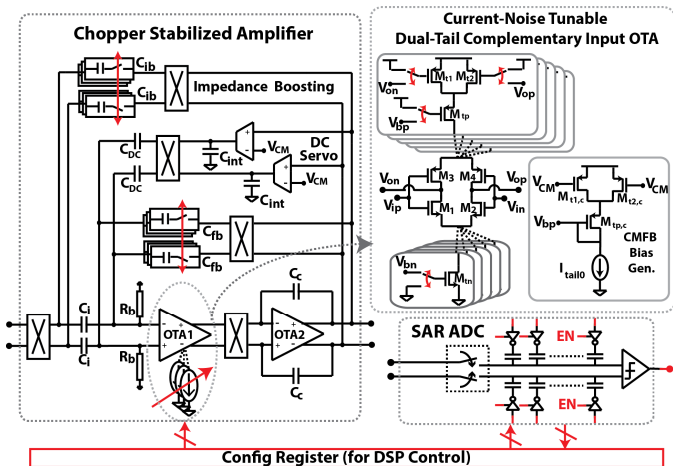 Chopper Stabilized Amplifier
Cib
Impedance Boosting
Cib
CDC
Cint
VCM
DC
Servo
CDC
Cint
VCM
Cfb
Cfb
Ci
Rb
OTA1
Cc
OTA2
Rb
Ci
Cc
Current-Noise Tunable
Dual-Tail Complementary Input OTA
Von
Mt1
Mt2
Vop
Vbp
Mtp
Von
M3
M4
Vop
Vip
M1
M2
Vin
Vbn
Mtn
VCM
Mt1,c
Mt2,c
VCM
Vbp
Mtp,c
CMFB
Bias
Gen.
Itail0
SAR ADC
EN
EN
Config Register (for DSP Control)